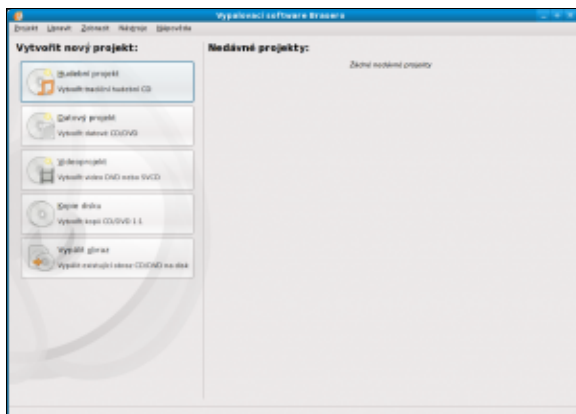 Vypalovací software Brasero
Projekt Upravit Zobrazit Nástroje Nápověda
Vytvořit nový projekt:
Hudební projekt
Vytvořit tradiční hudební CD
Datový projekt
Vytvořit datové CD/DVD
Videoprojekt
Vytvořit video DVD nebo SVCD
Kopie disku
Vytvořit kopii CD/DVD 1:1
Vypálit obraz
Vypálit existující obraz CD/DVD na disk
Nedávné projekty:
Žádné nedávné projekty